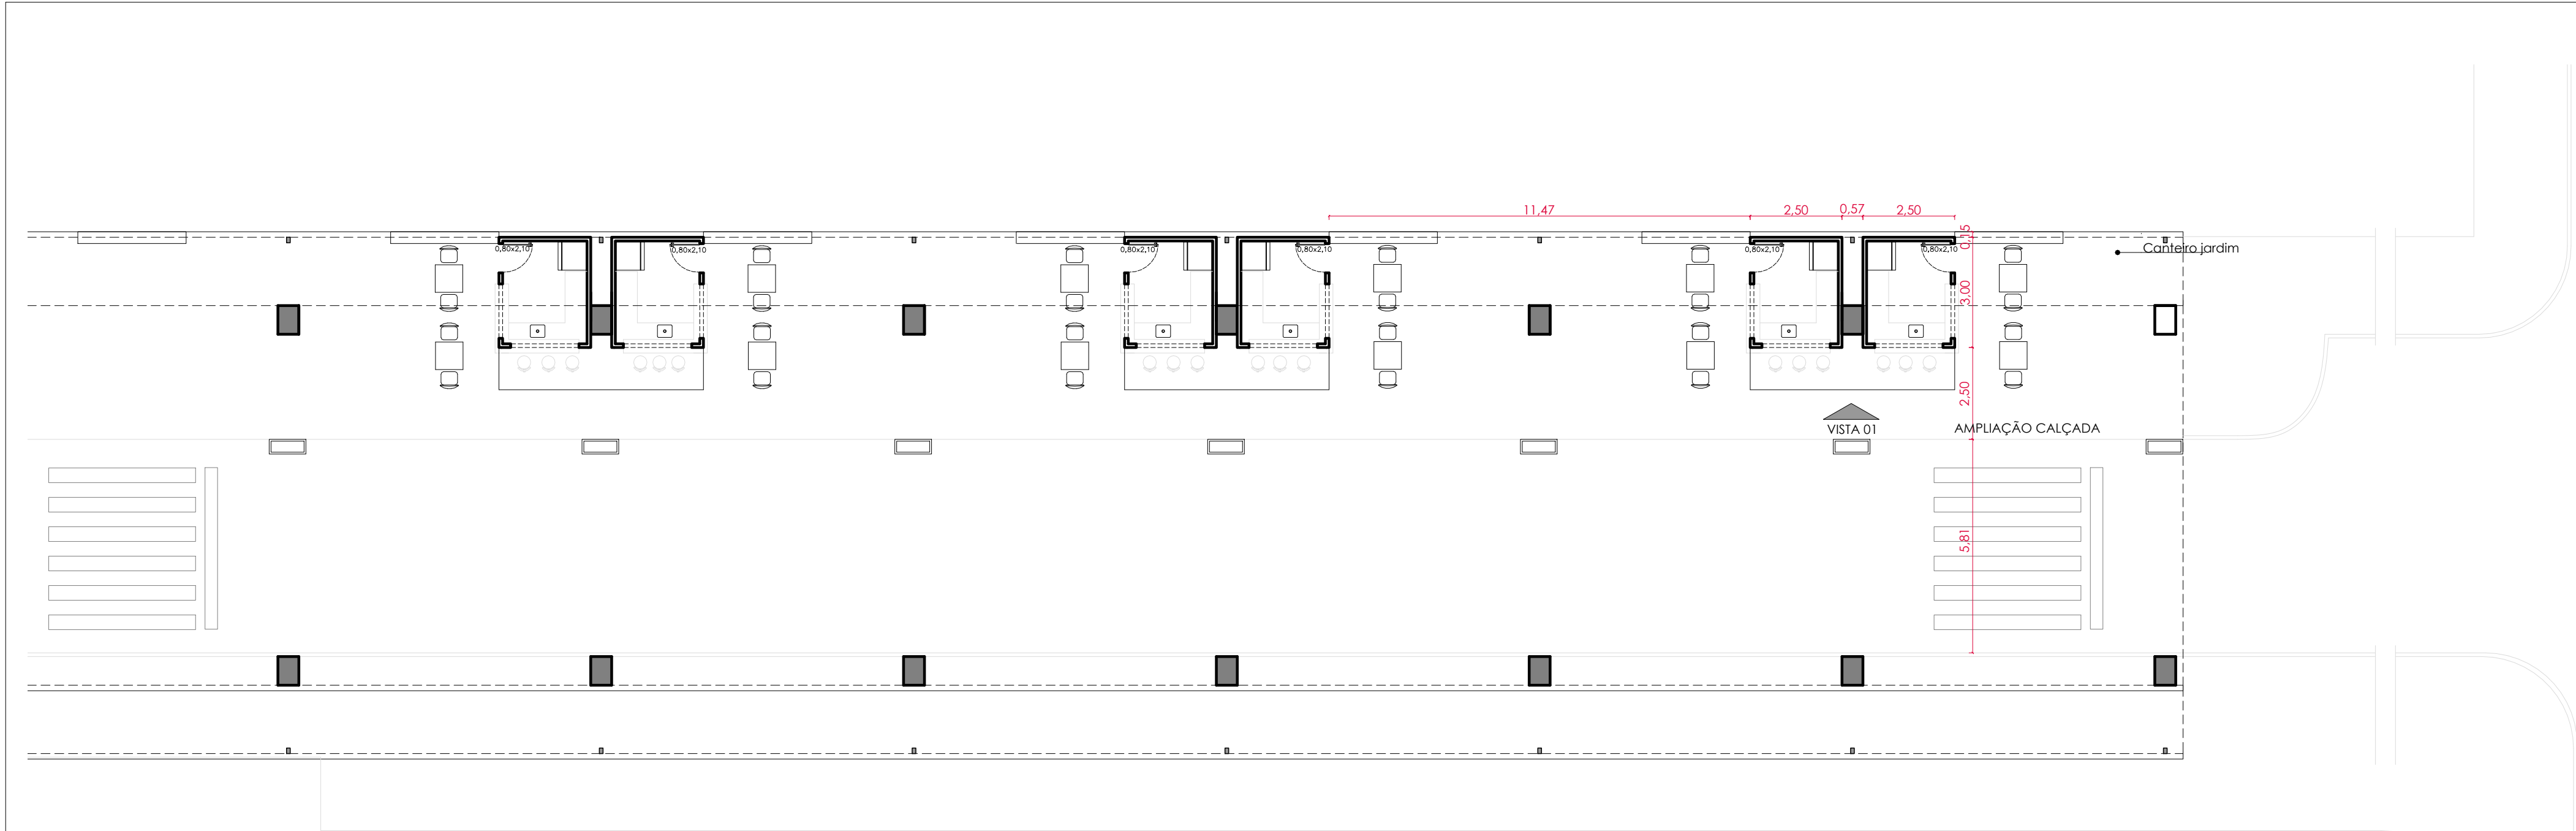 11,47
2,50
0,57
2,50
0,15
0,80x2,10
0,80x2,10
0,80x2,10
0,80x2,10
0,80x2,10
0,80x2,10
Canteiro jardim
3,00
2,50
VISTA 01
AMPLIAÇÃO CALÇADA
5,81